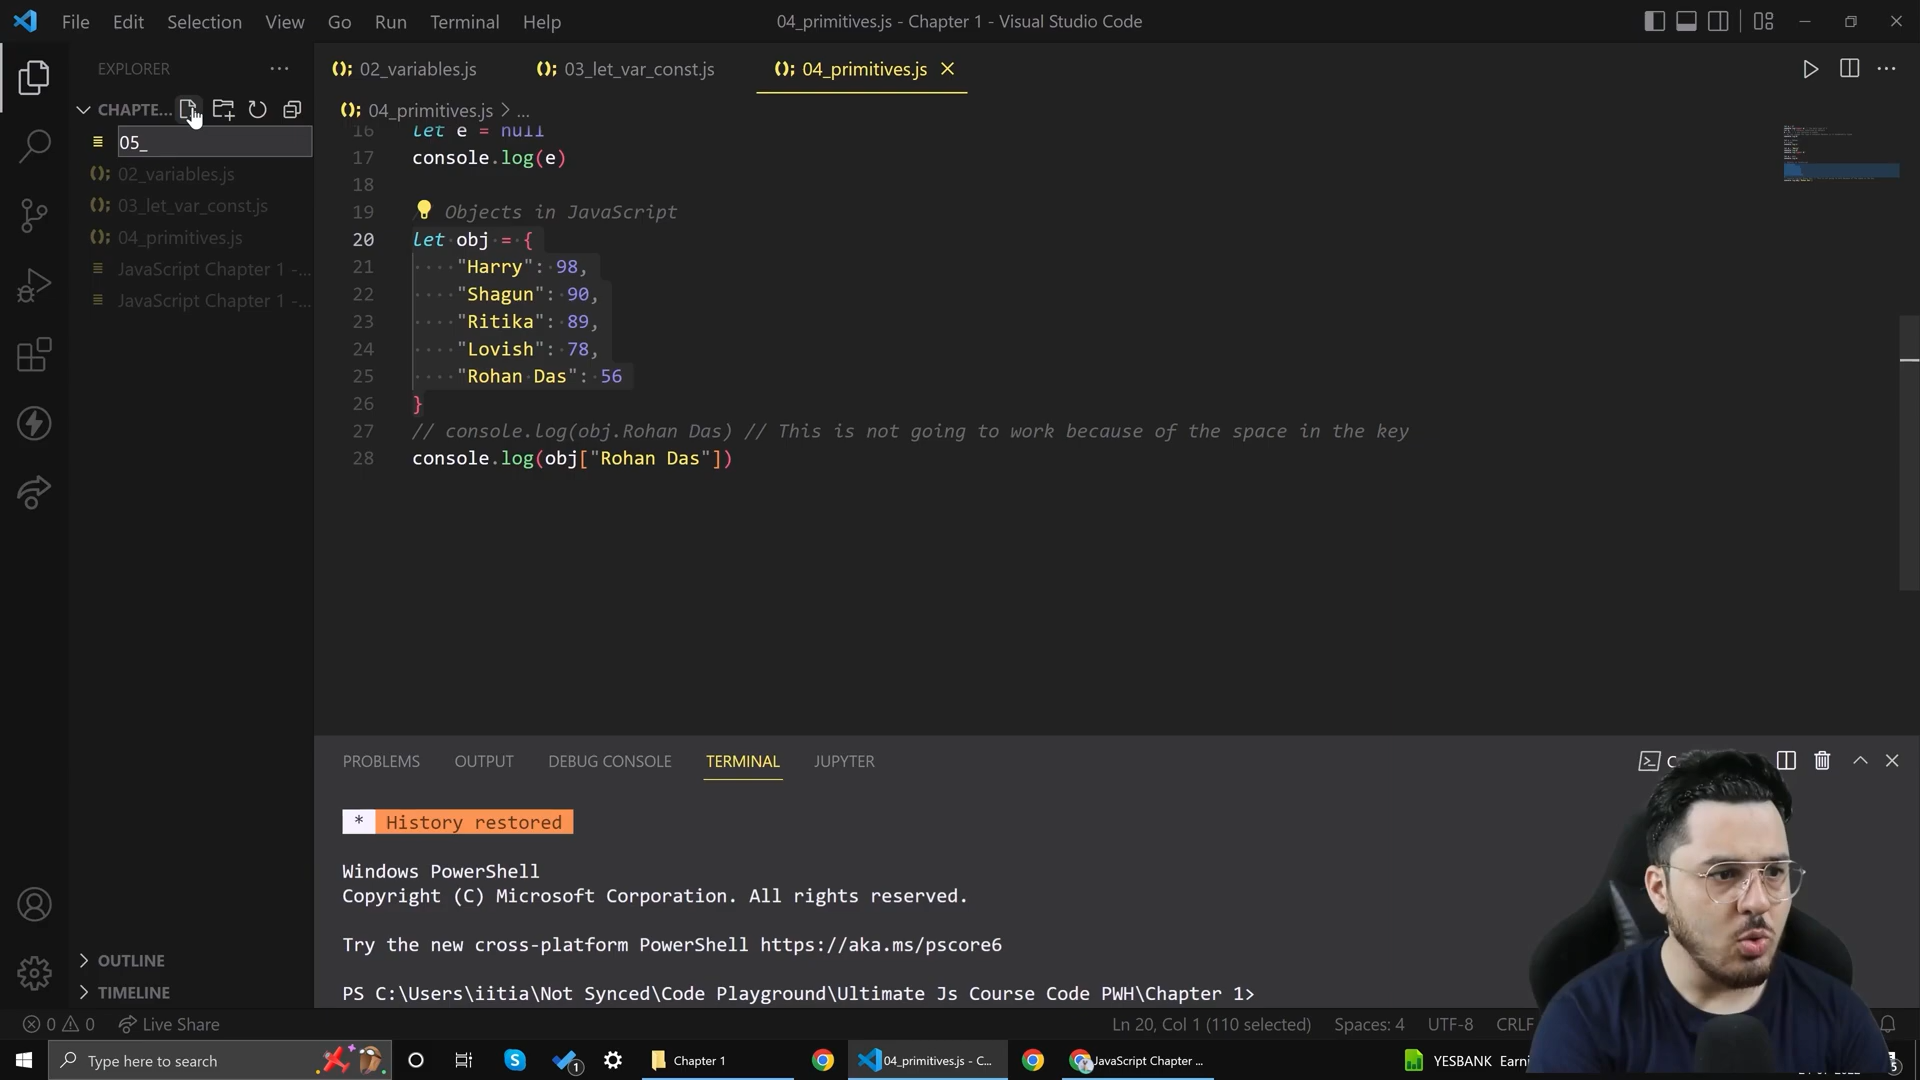 File Edit Selection View Go Run Terminal Help
04_primitives.js - Chapter 1 - Visual Studio Code
EXPLORER
CHAPTE...
05_
02_variables.js
03_let_var_const.js
04_primitives.js
JavaScript Chapter 1 -...
JavaScript Chapter 1 -...
OUTLINE
TIMELINE
02_variables.js 03_let_var_const.js 04_primitives.js
04_primitives.js > ...
16 let e = null
17 console.log(e)
18
19 Objects in JavaScript
20 let obj = {
21 "Harry": 98,
22 "Shagun": 90,
23 "Ritika": 89,
24 "Lovish": 78,
25 "Rohan Das": 56
26 }
27 // console.log(obj.Rohan Das) // This is not going to work because of the space in the key
28 console.log(obj["Rohan Das"])
PROBLEMS OUTPUT DEBUG CONSOLE TERMINAL JUPYTER
* History restored
Windows PowerShell
Copyright (C) Microsoft Corporation. All rights reserved.
Try the new cross-platform PowerShell https://aka.ms/pscore6
PS C:\Users\iitia\Not Synced\Code Playground\Ultimate Js Course Code PWH\Chapter 1>
0 0 Live Share
Ln 20, Col 1 (110 selected) Spaces: 4 UTF-8 CRLF
Type here to search
1
Chapter 1
04_primitives.js - C...
JavaScript Chapter ...
YESBANK